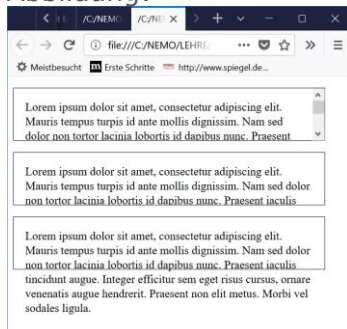 Abbildung.
/C:/NEMO /C:/NE
file:///C:/NEMO/LEHRE
Meistbesucht Erste Schritte http://www.spiegel.de...
Lorem ipsum dolor sit amet, consectetur adipiscing elit.
Mauris tempus turpis id ante mollis dignissim. Nam sed
dolor non tortor lacinia lobortis id dapibus nunc. Praesent
Lorem ipsum dolor sit amet, consectetur adipiscing elit.
Mauris tempus turpis id ante mollis dignissim. Nam sed dolor
non tortor lacinia lobortis id dapibus nunc. Praesent iaculis
Lorem ipsum dolor sit amet, consectetur adipiscing elit.
Mauris tempus turpis id ante mollis dignissim. Nam sed dolor
non tortor lacinia lobortis id dapibus nunc. Praesent iaculis
tincidunt augue. Integer efficitur sem eget risus cursus, ornare
venenatis augue hendrerit. Praesent non elit metus. Morbi vel
sodales ligula.